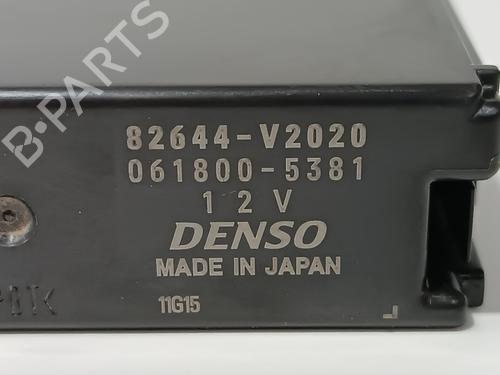 B-PARTS
82644-V2020
061800-5381
12V
DENSO
MADE IN JAPAN
11G15